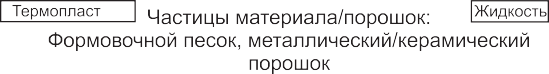 Термопласт
Частицы материала/порошок:
Жидкость
Формовочной песок, металлический/керамический
порошок